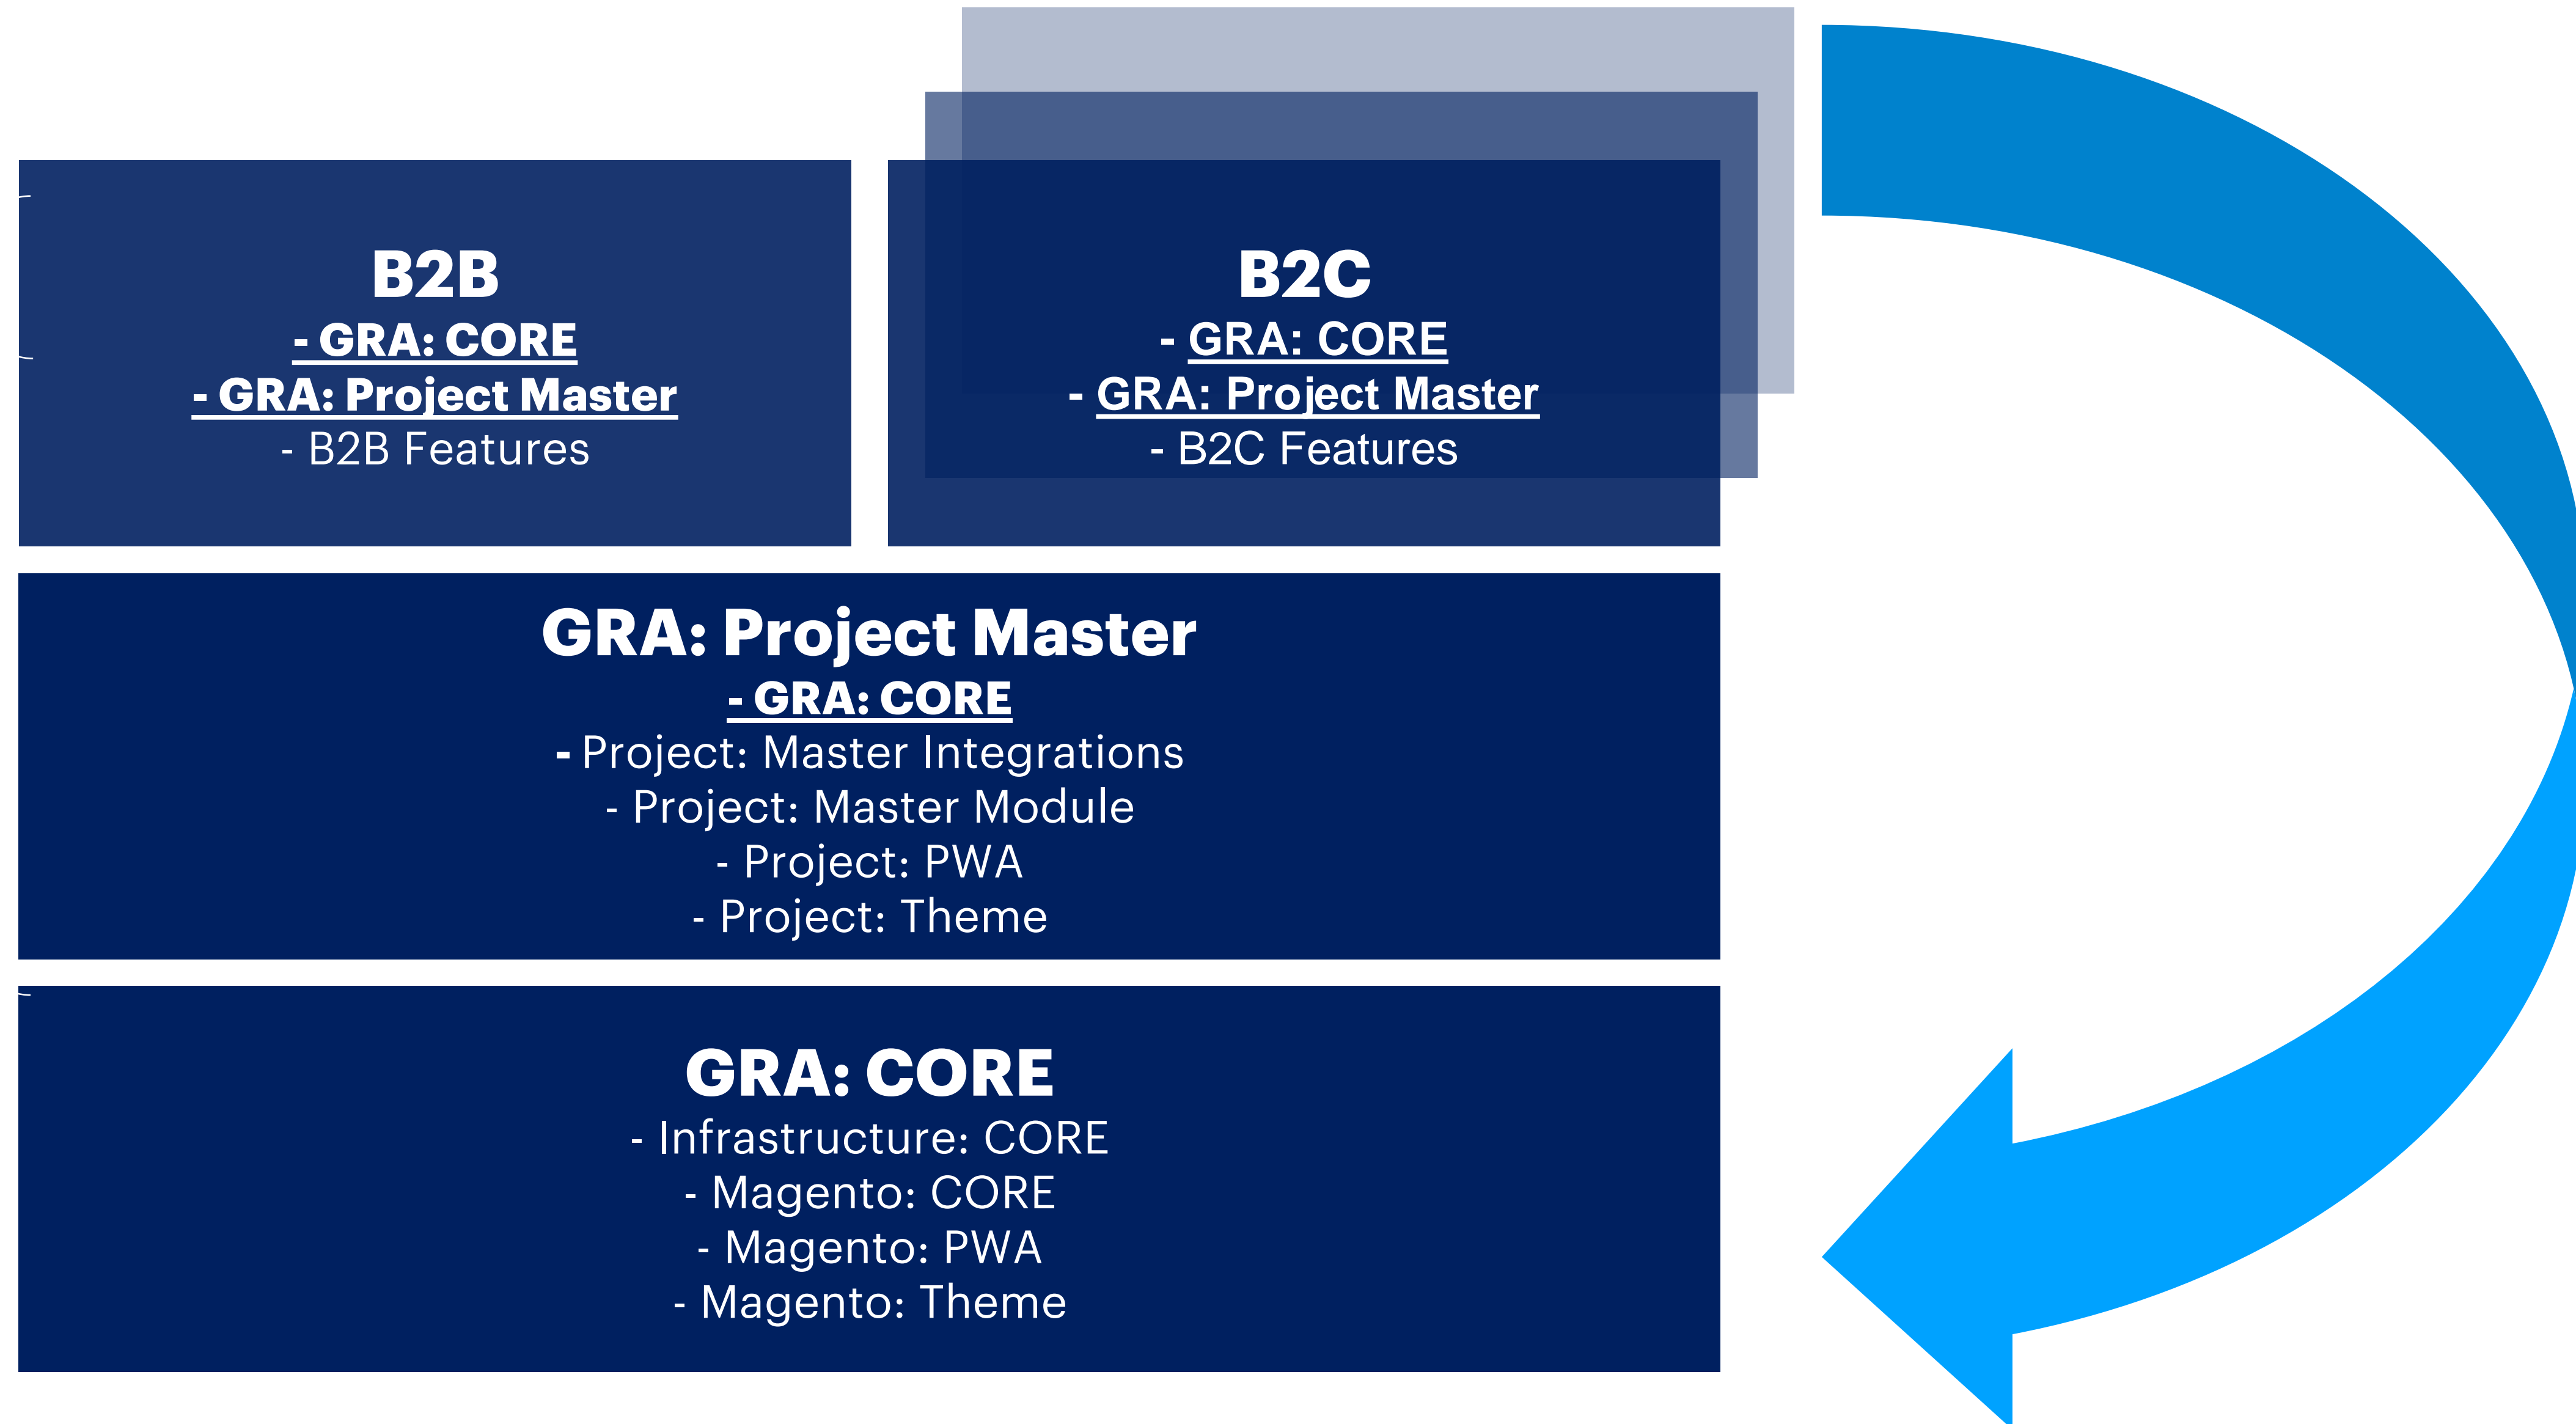 B2B
- GRA: CORE
- GRA: Project Master
- B2B Features
B2C
- GRA: CORE
- GRA: Project Master
- B2C Features
GRA: Project Master
- GRA: CORE
- Project: Master Integrations
- Project: Master Module
- Project: PWA
- Project: Theme
GRA: CORE
- Infrastructure: CORE
- Magento: CORE
- Magento: PWA
- Magento: Theme